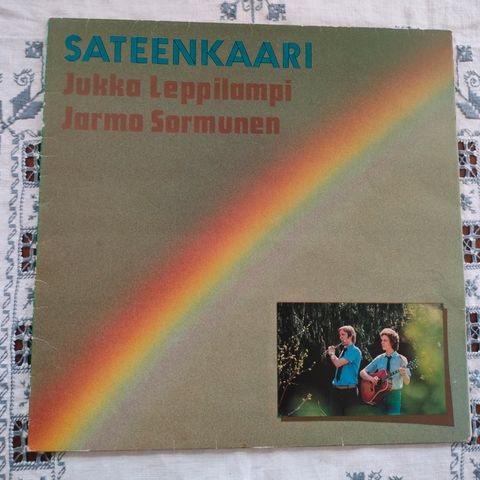 SATEENKAARI
Jukka Leppilampi
Jarmo Sormunen